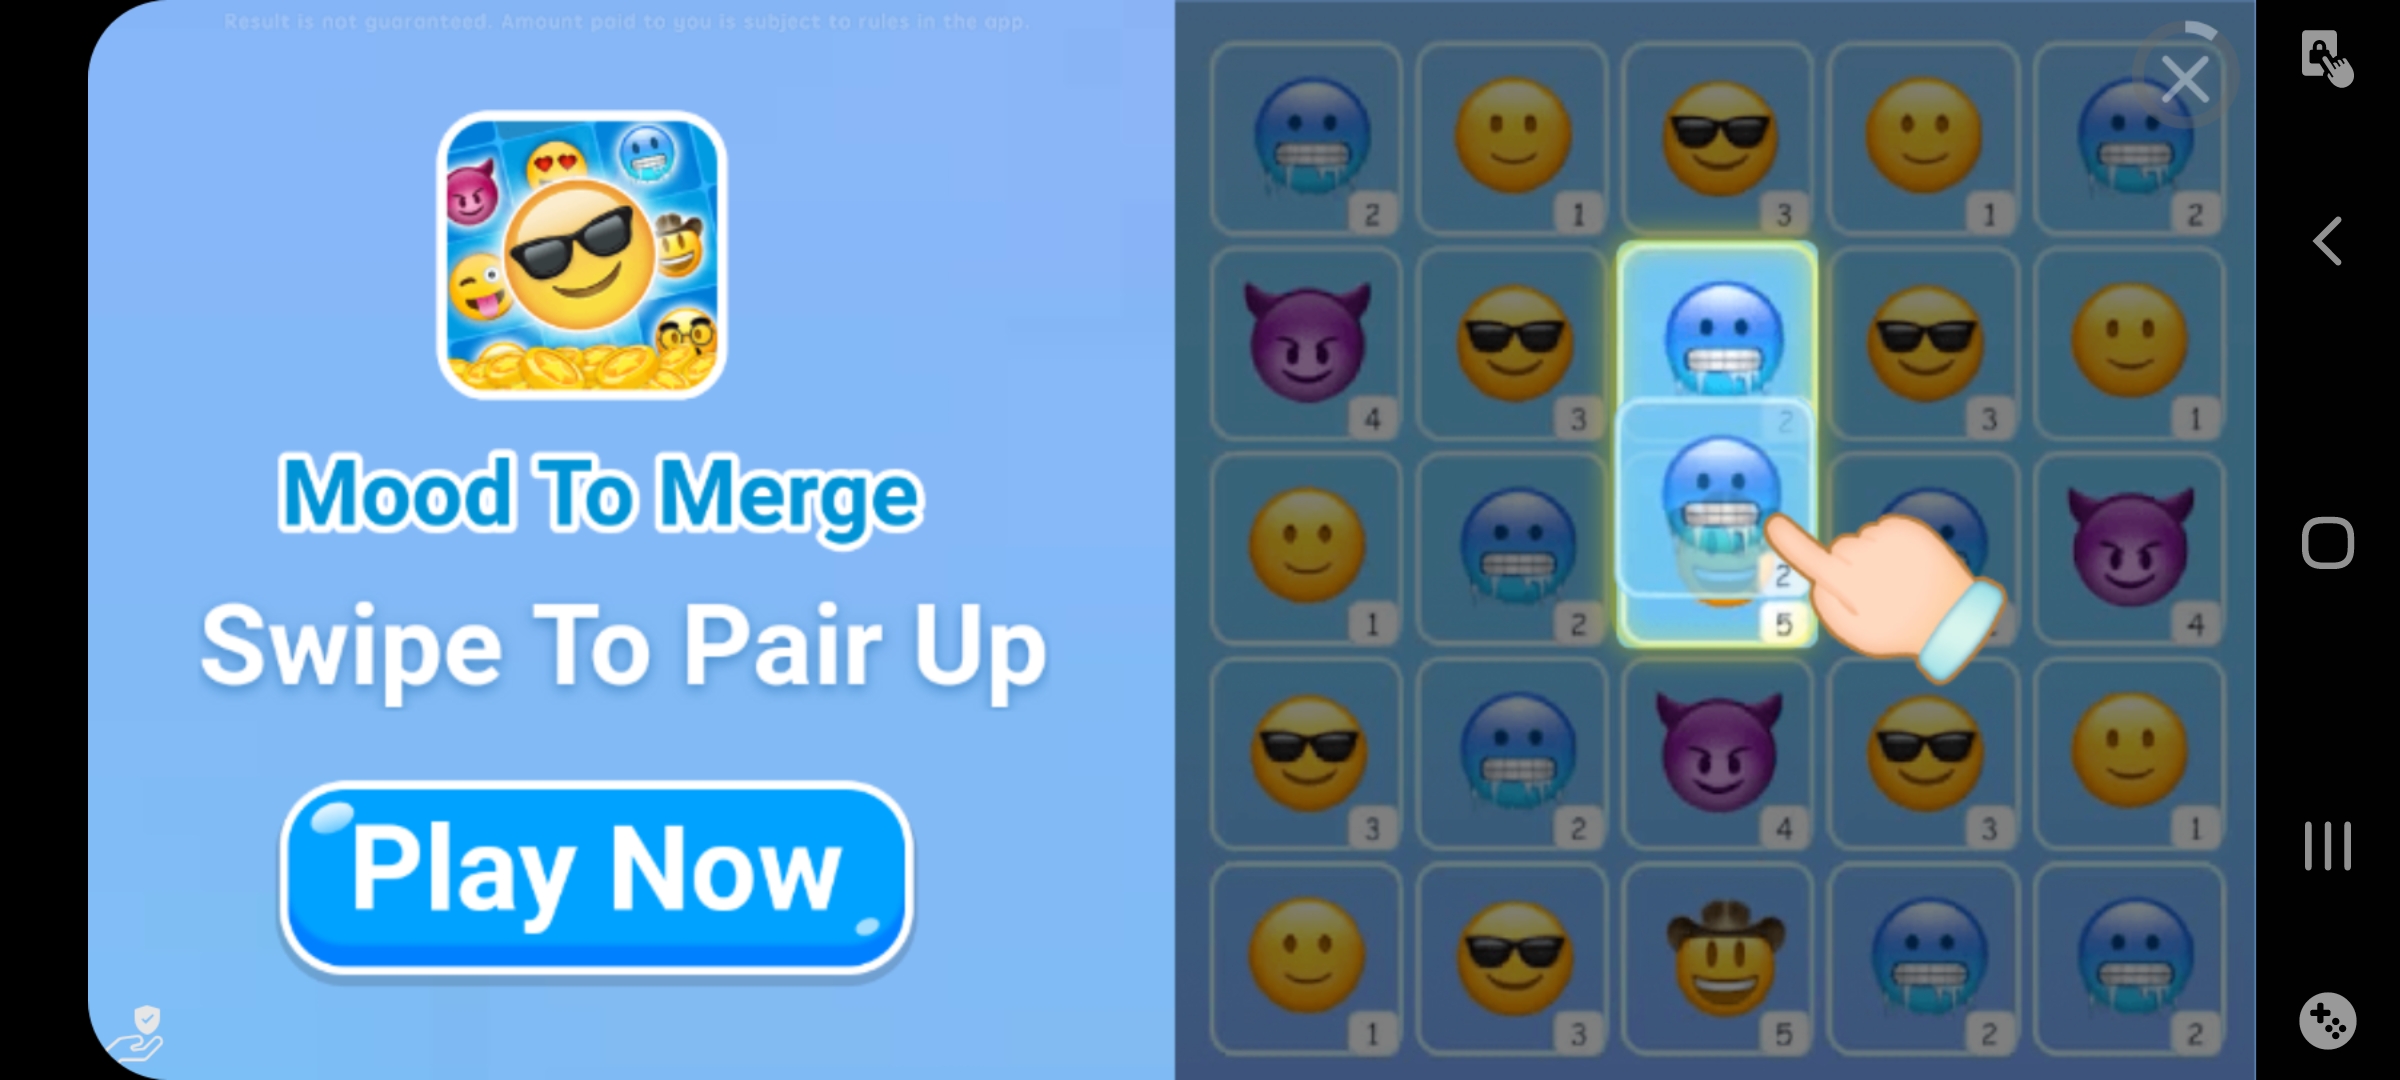 Result is not guaranteed. Amount paid to you is subject to rules in the app.
Mood To Merge
Swipe To Pair Up
Play Now
2 1 3 1 2
4 3 2 3 1
2
1 2 5 4
3 2 4 3 1
1 3 5 2 2